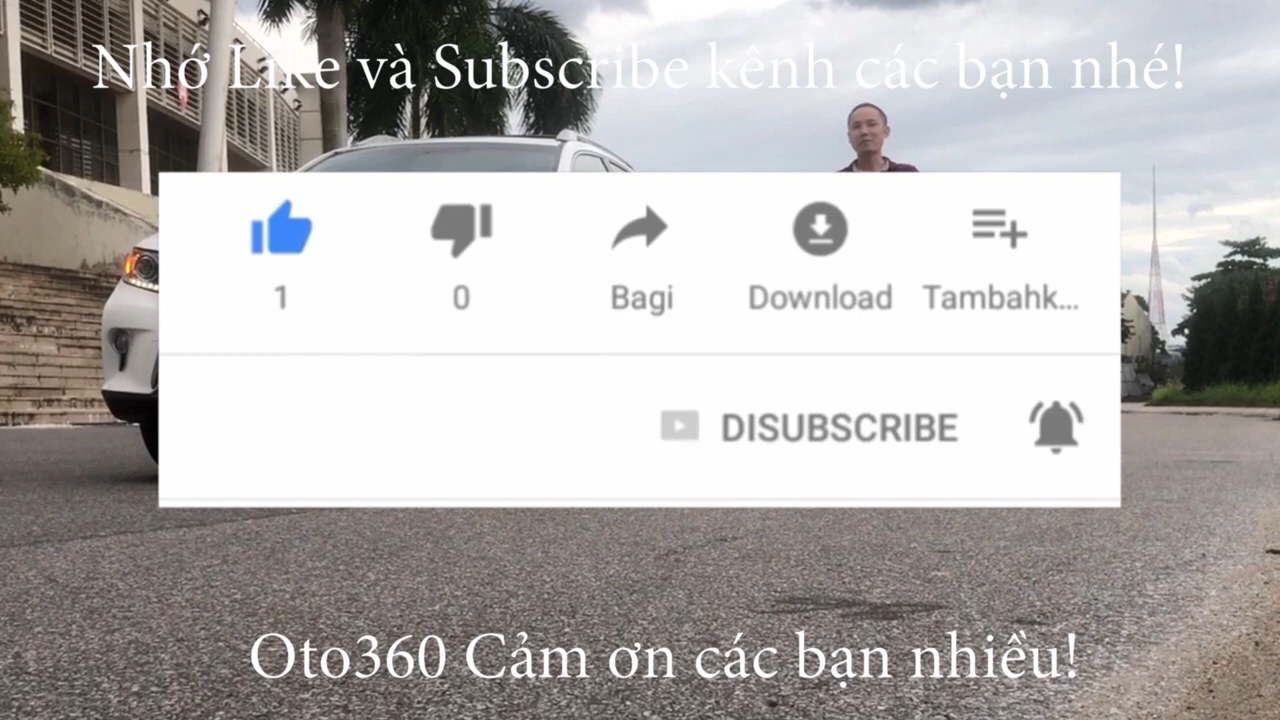 Nhớ Like và Subscribe kênh các bạn nhé!
1 0 Bagi Download Tambahk...
DISUBSCRIBE
Oto360 Cảm ơn các bạn nhiều!